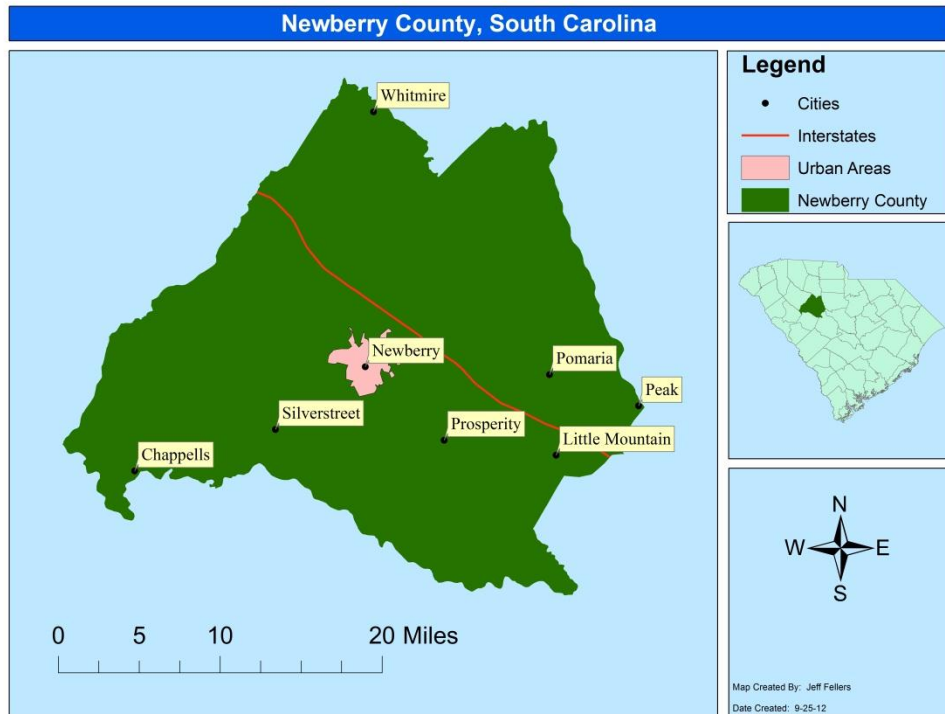 Newberry County, South Carolina
Whitmire
Newberry
Pomaria
Peak
Silverstreet
Prosperity
Little Mountain
Chappells
0 5 10 20 Miles
Legend
Cities
Interstates
Urban Areas
Newberry County
N
W E
S
Map Created By: Jeff Fellers
Date Created: 9-25-12